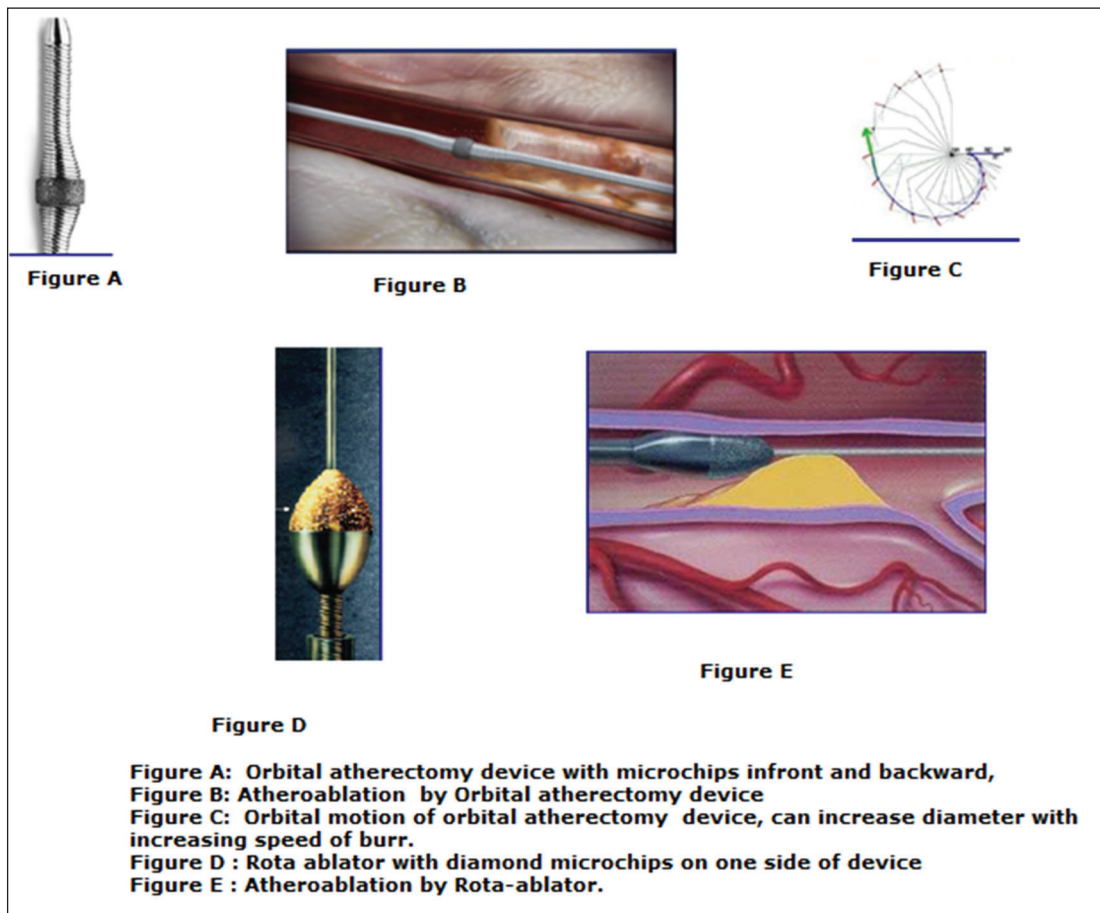 Figure A
Figure B
Figure C
Figure D
Figure E
Figure A:  Orbital atherectomy device with microchips infront and backward,
Figure B: Atheroablation  by Orbital atherectomy device
Figure C:  Orbital motion of orbital atherectomy  device, can increase diameter with
increasing speed of burr.
Figure D : Rota ablator with diamond microchips on one side of device
Figure E : Atheroablation by Rota-ablator.